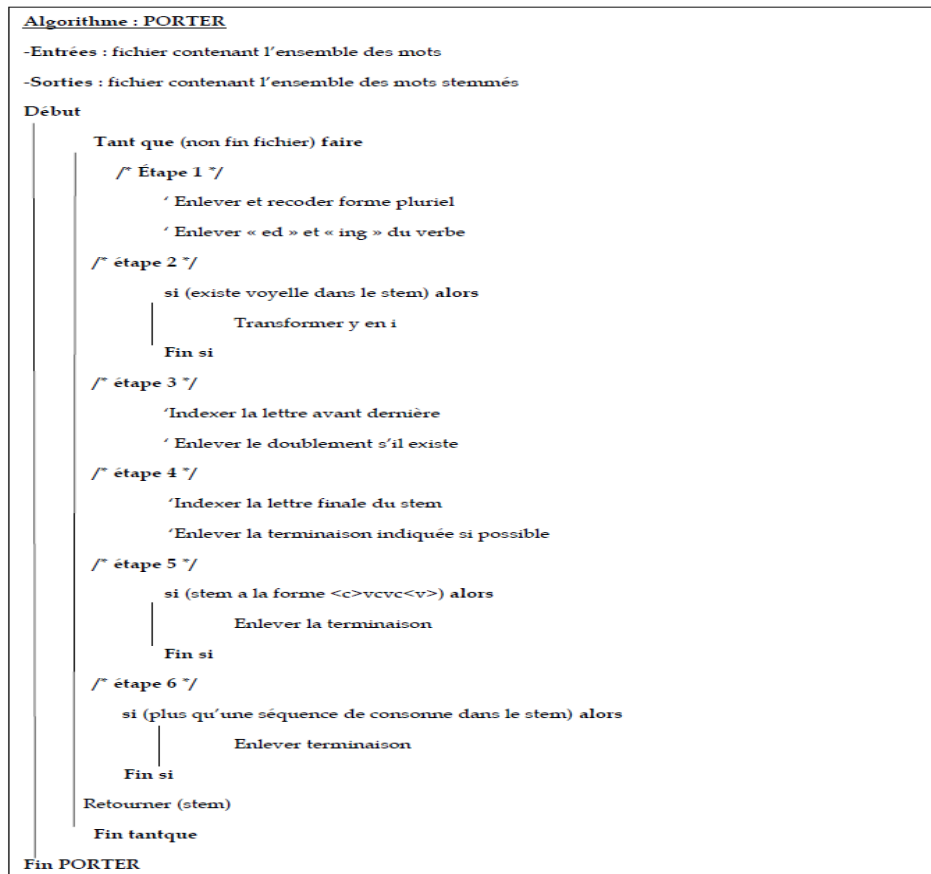 Algorithme : PORTER
-Entrées : fichier contenant l'ensemble des mots
-Sorties : fichier contenant l'ensemble des mots stemmés
Début
Tant que (non fin fichier) faire
/* Étape 1 */
‘ Enlever et recoder forme pluriel
‘ Enlever « ed » et « ing » du verbe
/* étape 2 */
si (existe voyelle dans le stem) alors
Transformer y en i
Fin si
/* étape 3 */
‘Indexer la lettre avant dernière
‘ Enlever le doublement s'il existe
/* étape 4 */
‘Indexer la lettre finale du stem
‘Enlever la terminaison indiquée si possible
/* étape 5 */
si (stem a la forme <c>vcvc<v>) alors
Enlever la terminaison
Fin si
/* étape 6 */
si (plus qu'une séquence de consonne dans le stem) alors
Enlever terminaison
Fin si
Retourner (stem)
Fin tantque
Fin PORTER